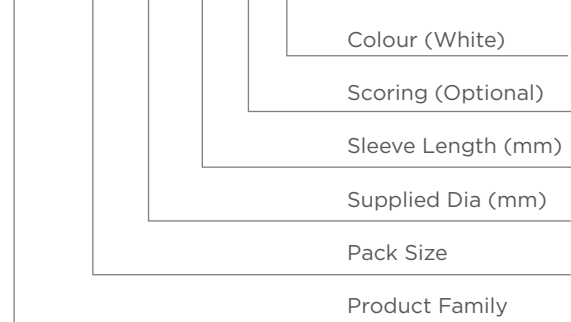 Colour (White)
Scoring (Optional)
Sleeve Length (mm)
Supplied Dia (mm)
Pack Size
Product Family